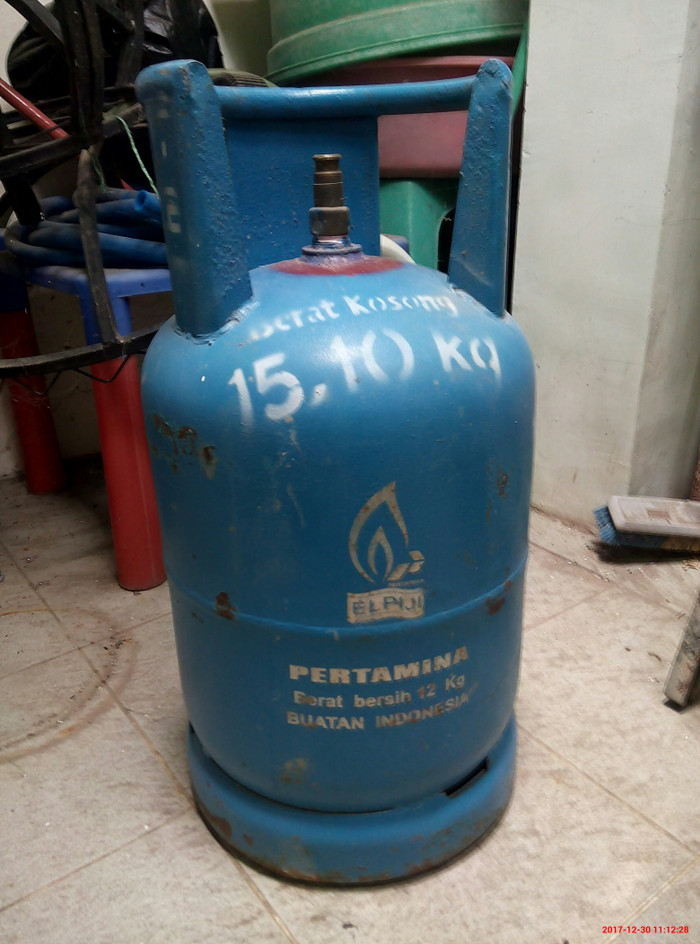 Berat Kosong
15,10 Kg
ELPIJI
PERTAMINA
Berat bersih 12 Kg
BUATAN INDONESIA
2017-12-30 11:12:28